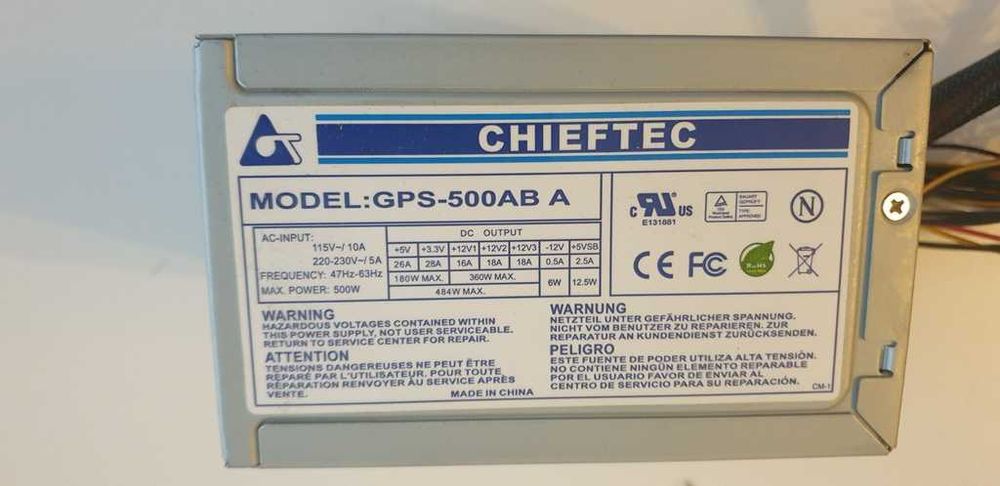 CHIEFTEC
MODEL:GPS-500AB A
AC-INPUT:
115V~/ 10A
220-230V~/ 5A
FREQUENCY: 47Hz-63Hz
MAX. POWER: 500W
DC OUTPUT
+5V +3.3V +12V1 +12V2 +12V3 -12V +5VSB
26A 28A 16A 18A 18A 0.5A 2.5A
180W MAX. 360W MAX. 6W 12.5W
484W MAX.
C RU US
E131881
N
CE FC RoHS
WARNING
HAZARDOUS VOLTAGES CONTAINED WITHIN
THIS POWER SUPPLY, NOT USER SERVICEABLE.
RETURN TO SERVICE CENTER FOR REPAIR.
ATTENTION
TENSIONS DANGEREUSES NE PEUT ÊTRE
RÉPARÉ PAR L'UTILISATEUR. POUR TOUTE
RÉPARATION RENVOYER AU SERVICE APRÈS
VENTE.
MADE IN CHINA
WARNUNG
NETZTEIL UNTER GEFÄHRLICHER SPANNUNG.
NICHT VOM BENUTZER ZU REPARIEREN. ZUR
REPARATUR AN KUNDENDIENST ZURÜCKSENDEN.
PELIGRO
ESTE FUENTE DE PODER UTILIZA ALTA TENSIÓN.
NO CONTIENE NINGÚN ELEMENTO REPARABLE
POR EL USUARIO FAVOR DE ENVIAR AL
CENTRO DE SERVICIO PARA SU REPARACIÓN.
CM-1